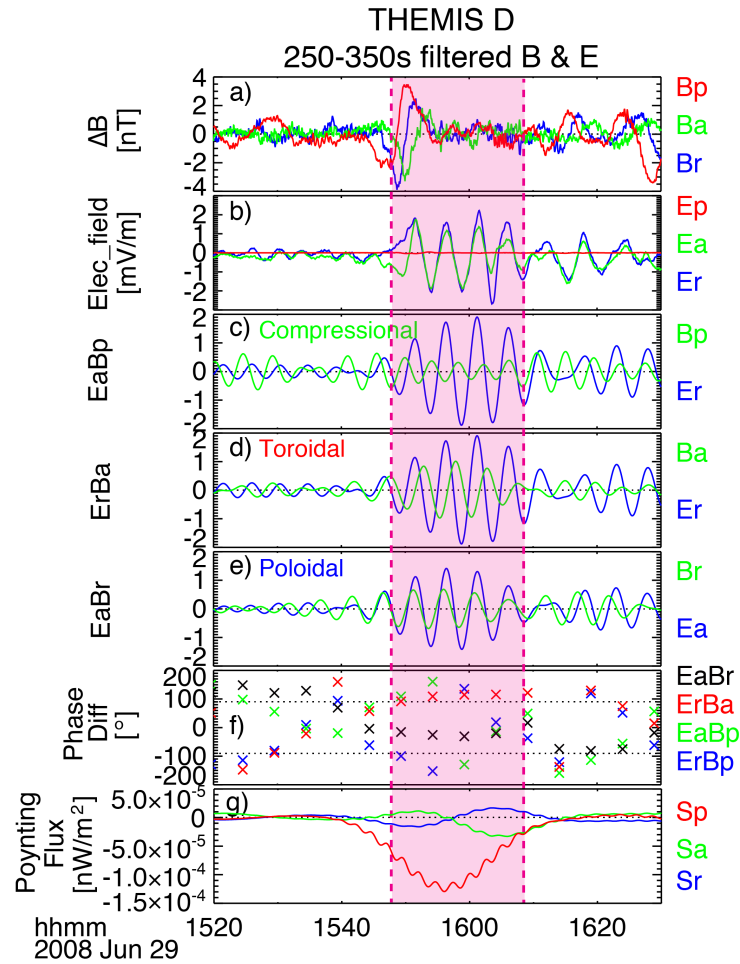 THEMIS D
250-350s filtered B & E
a)
ΔB
[nT]
4
2
0
-2
-4
Bp
Ba
Br
b)
Elec_field
[mV/m]
2
1
0
-1
-2
Ep
Ea
Er
c) Compressional
EaBp
2
1
0
-1
-2
Bp
Er
d) Toroidal
ErBa
2
1
0
-1
-2
Ba
Er
e) Poloidal
EaBr
2
1
0
-1
-2
Br
Ea
f)
Phase
Diff
[°]
200
100
0
-100
-200
EaBr
ErBa
EaBp
ErBp
g)
Poynting
Flux
[nW/m²]
5.0×10⁻⁵
0
-5.0×10⁻⁵
-1.0×10⁻⁴
-1.5×10⁻⁴
Sp
Sa
Sr
hhmm
2008 Jun 29
1520 1540 1600 1620